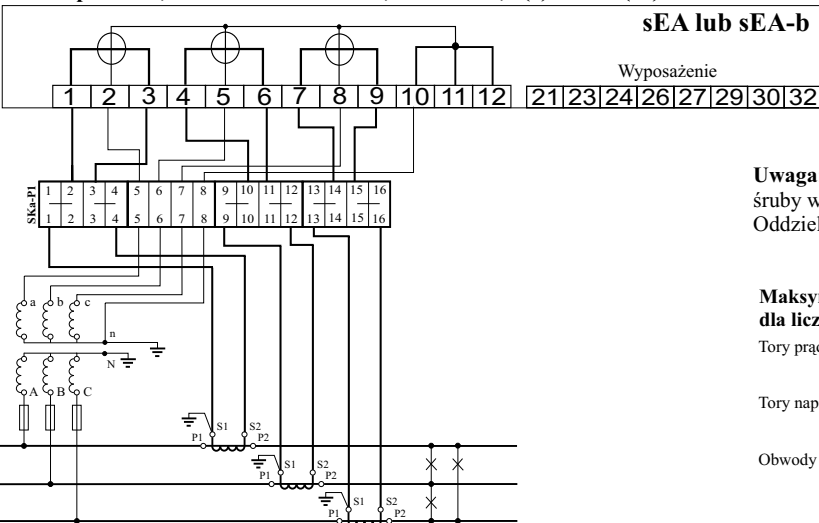 sEA lub sEA-b
Wyposażenie
1 2 3 4 5 6 7 8 9 10 11 12
21 23 24 26 27 29 30 32
SKa-P1
1 2 3 4 5 6 7 8 9 10 11 12 13 14 15 16
1 2 3 4 5 6 7 8 9 10 11 12 13 14 15 16
Uwaga
śruby w
Oddziel
Maksy
dla licz
Tory prą
Tory nap
Obwody
a b c
n
N
A B C
S1 S2
P1 P2
S1 S2
P1 P2
S1 S2
P1 P2